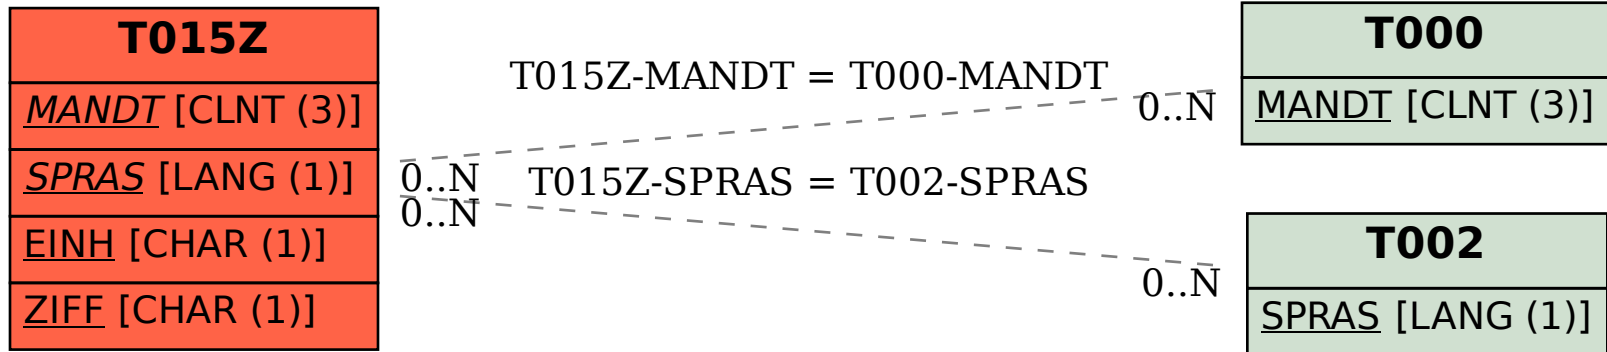 T015Z
MANDT [CLNT (3)]
SPRAS [LANG (1)]
EINH [CHAR (1)]
ZIFF [CHAR (1)]
T015Z-MANDT = T000-MANDT
0..N
0..N
T015Z-SPRAS = T002-SPRAS
0..N
0..N
T000
MANDT [CLNT (3)]
T002
SPRAS [LANG (1)]